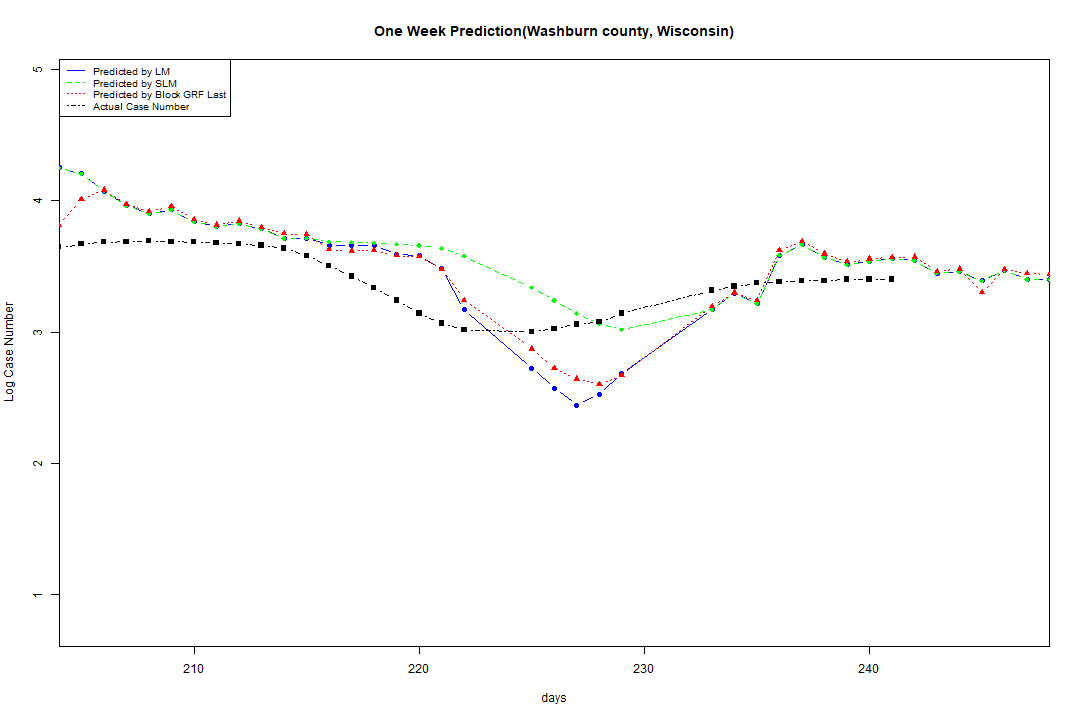 One Week Prediction(Washburn county, Wisconsin)
Predicted by LM
Predicted by SLM
Predicted by Block GRF Last
Actual Case Number
Log Case Number
5
4
3
2
1
210
220
230
240
days